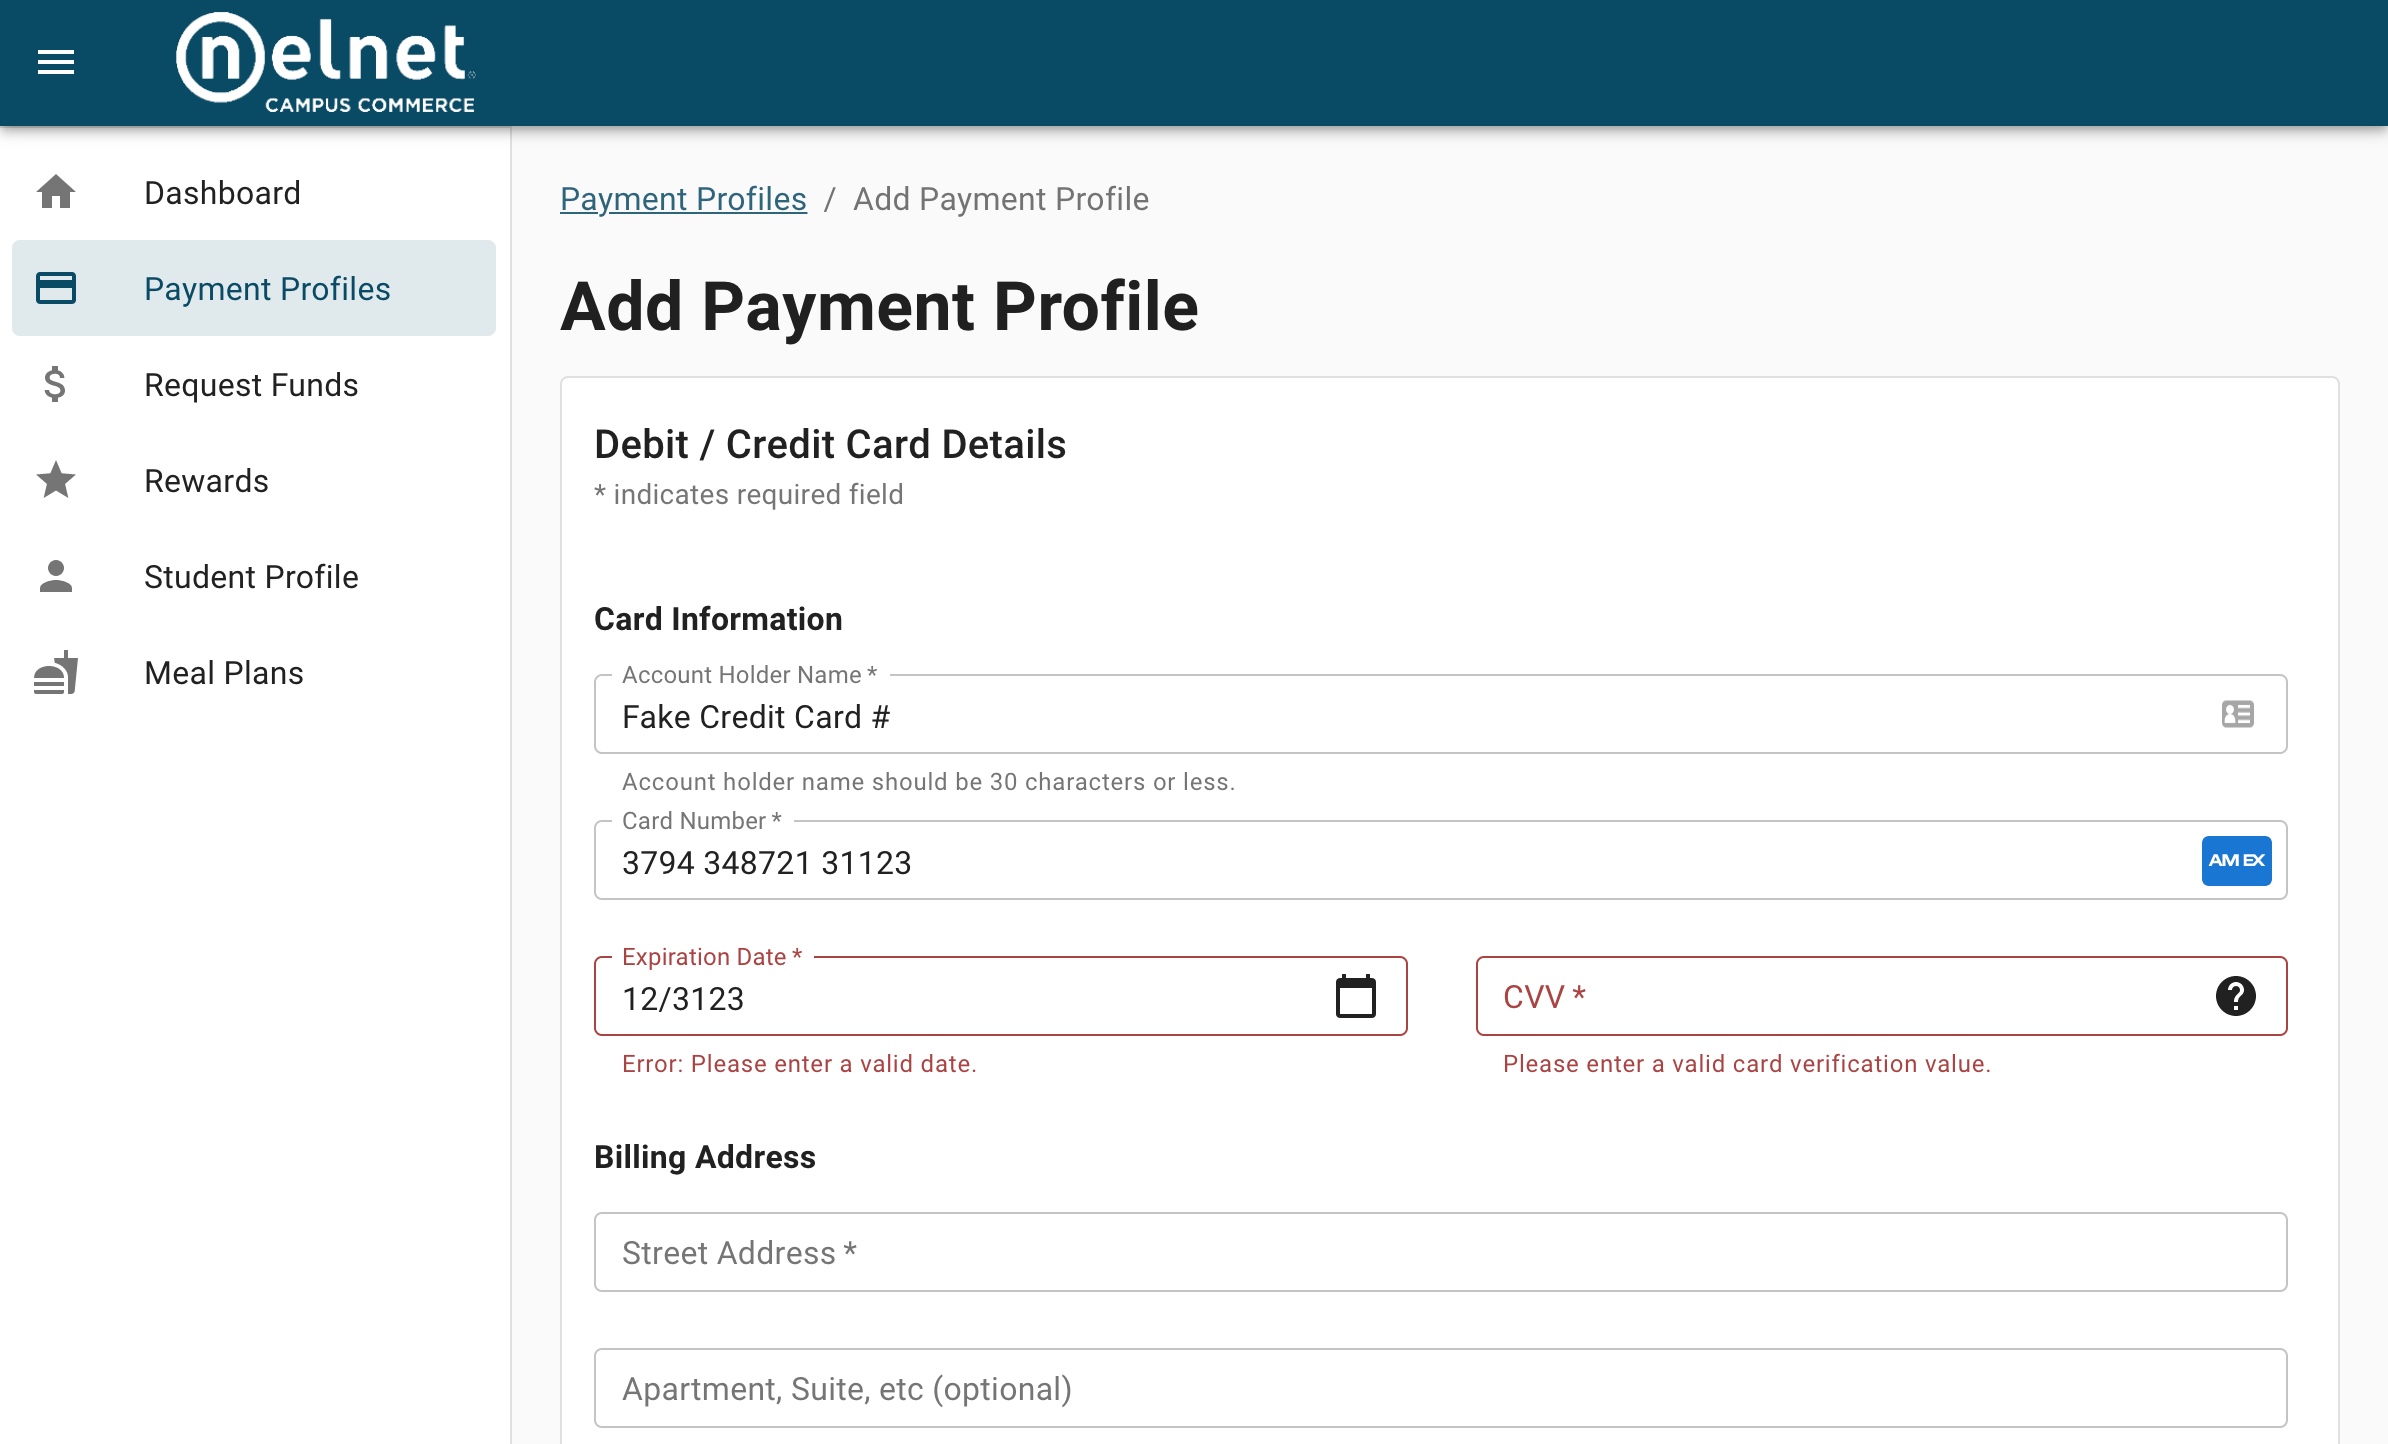 nelnet
CAMPUS COMMERCE
Dashboard
Payment Profiles
Request Funds
Rewards
Student Profile
Meal Plans
Payment Profiles / Add Payment Profile
Add Payment Profile
Debit / Credit Card Details
* indicates required field
Card Information
Account Holder Name *
Fake Credit Card #
Account holder name should be 30 characters or less.
Card Number *
3794 348721 31123
AM EX
Expiration Date *
12/3123
Error: Please enter a valid date.
CVV *
Please enter a valid card verification value.
Billing Address
Street Address *
Apartment, Suite, etc (optional)